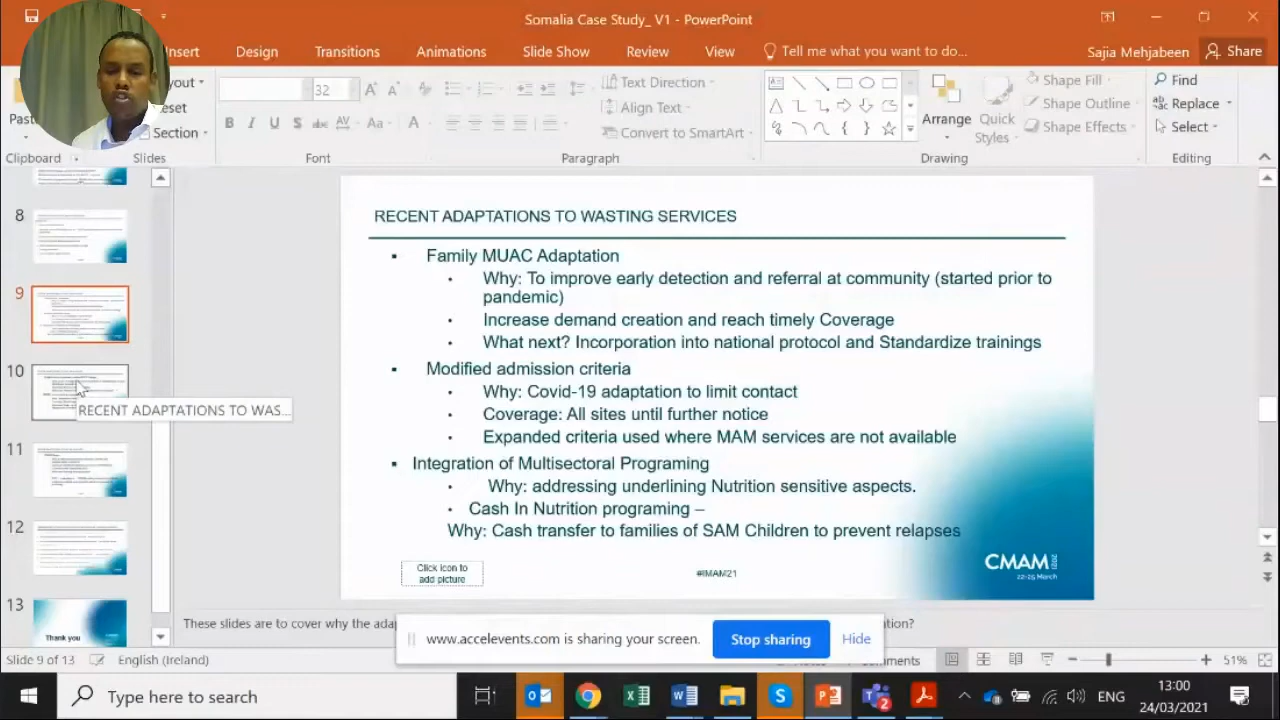 Somalia Case Study_ V1 - PowerPoint
Insert Design Transitions Animations Slide Show Review View Tell me what you want to do... Sajia Mehjabeen Share
Section
Clipboard Slides Font Paragraph Drawing Editing
32
B I U S abc AV Aa A
Text Direction
Align Text
Convert to SmartArt
Arrange
Quick Styles
Shape Fill
Shape Outline
Shape Effects
Find
Replace
Select
8
9
10
RECENT ADAPTATIONS TO WAS...
11
12
13
Thank you
RECENT ADAPTATIONS TO WASTING SERVICES
▪ Family MUAC Adaptation
• Why: To improve early detection and referral at community (started prior to
pandemic)
• Increase demand creation and reach timely Coverage
• What next? Incorporation into national protocol and Standardize trainings
▪ Modified admission criteria
• Why: Covid-19 adaptation to limit contact
• Coverage: All sites until further notice
• Expanded criteria used where MAM services are not available
▪ Integration of Multisectoral Programing
• Why: addressing underlining Nutrition sensitive aspects.
• Cash In Nutrition programing –
Why: Cash transfer to families of SAM Children to prevent relapses
Click icon to
add picture
#IMAM21
CMAM 2021
22-25 March
These slides are to cover why the
www.accelevents.com is sharing your screen. Stop sharing Hide
Slide 9 of 13 English (Ireland) 51%
Type here to search
ENG
13:00
24/03/2021